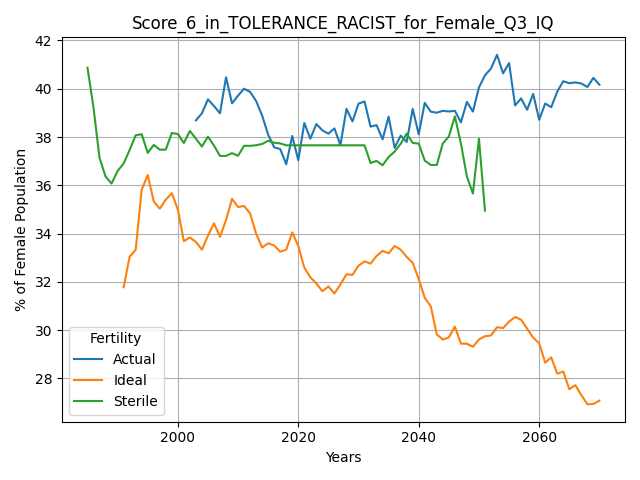 Score_6_in_TOLERANCE_RACIST_for_Female_Q3_IQ
% of Female Population
42
40
38
36
34
32
30
28
Fertility
Actual
Ideal
Sterile
2000
2020
2040
2060
Years